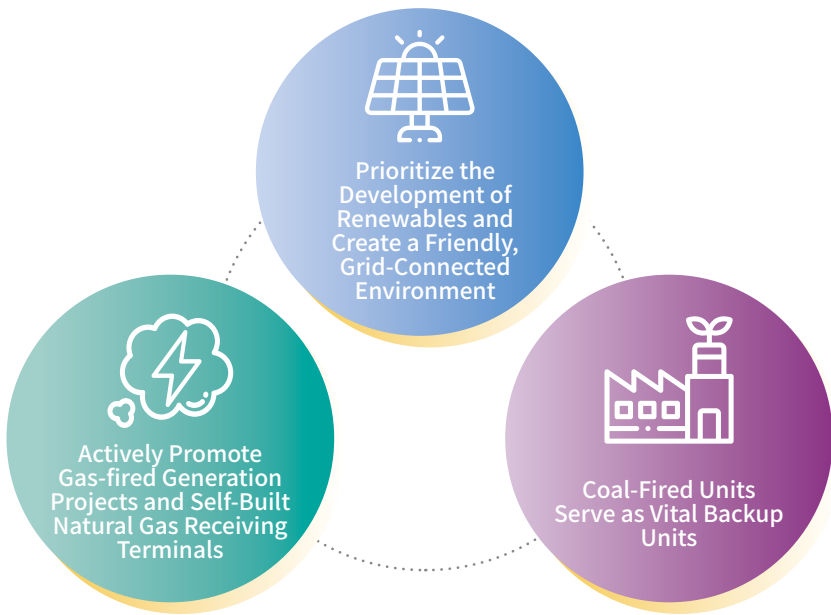 Prioritize the
Development of
Renewables and
Create a Friendly,
Grid-Connected
Environment
Actively Promote
Gas-fired Generation
Projects and Self-Built
Natural Gas Receiving
Terminals
Coal-Fired Units
Serve as Vital Backup
Units